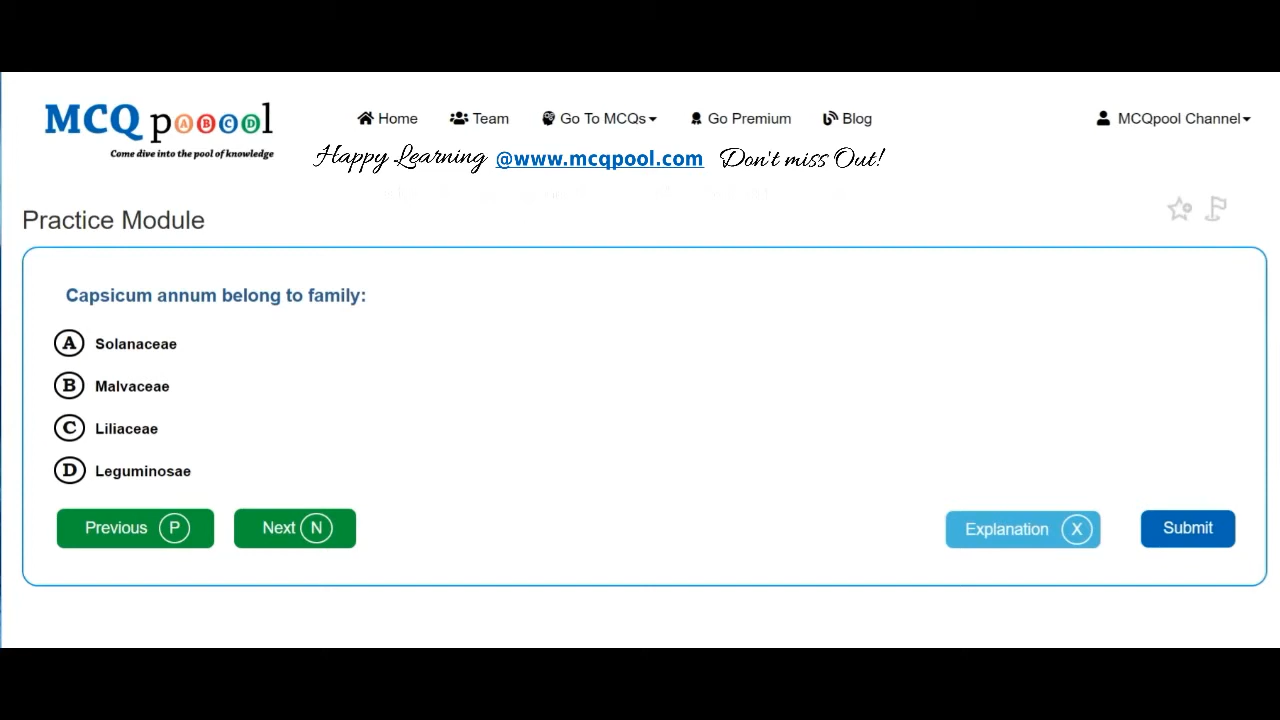 MCQ pooool
Come dive into the pool of knowledge
Home Team Go To MCQs Go Premium Blog MCQpool Channel
Happy Learning @www.mcqpool.com Don't miss Out!
Practice Module
Capsicum annum belong to family:
A Solanaceae
B Malvaceae
C Liliaceae
D Leguminosae
Previous P Next N Explanation X Submit